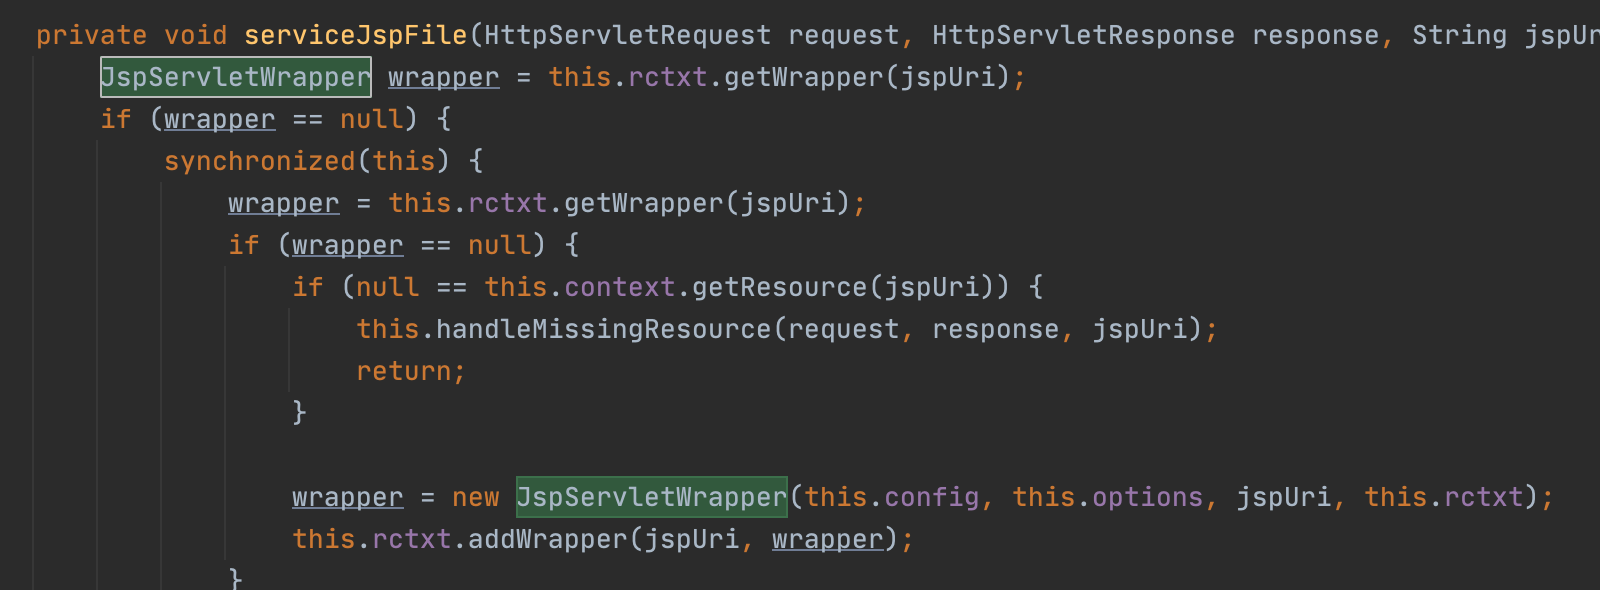 private void serviceJspFile(HttpServletRequest request, HttpServletResponse response, String jspUr
JspServletWrapper wrapper = this.rctxt.getWrapper(jspUri);
if (wrapper == null) {
synchronized(this) {
wrapper = this.rctxt.getWrapper(jspUri);
if (wrapper == null) {
if (null == this.context.getResource(jspUri)) {
this.handleMissingResource(request, response, jspUri);
return;
}
wrapper = new JspServletWrapper(this.config, this.options, jspUri, this.rctxt);
this.rctxt.addWrapper(jspUri, wrapper);
}